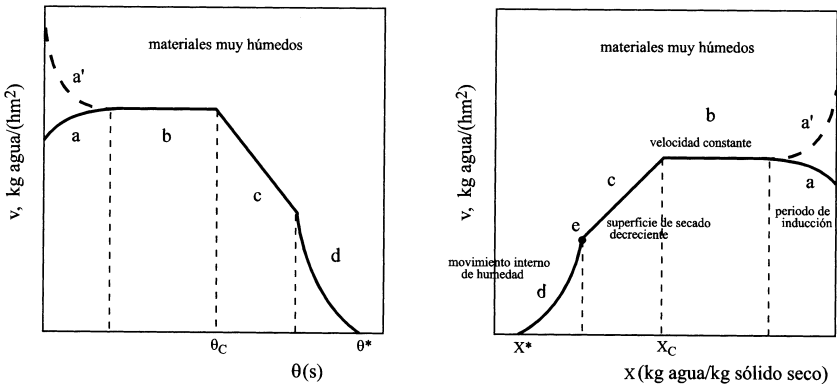 materiales muy húmedos
a'
a
b
c
d
v, kg agua/(hm²)
θC
θ*
θ(s)
materiales muy húmedos
b
a'
velocidad constante
c
a
e
superficie de secado
decreciente
periodo de
inducción
movimiento interno
de humedad
d
v, kg agua/(hm²)
X*
XC
X (kg agua/kg sólido seco)